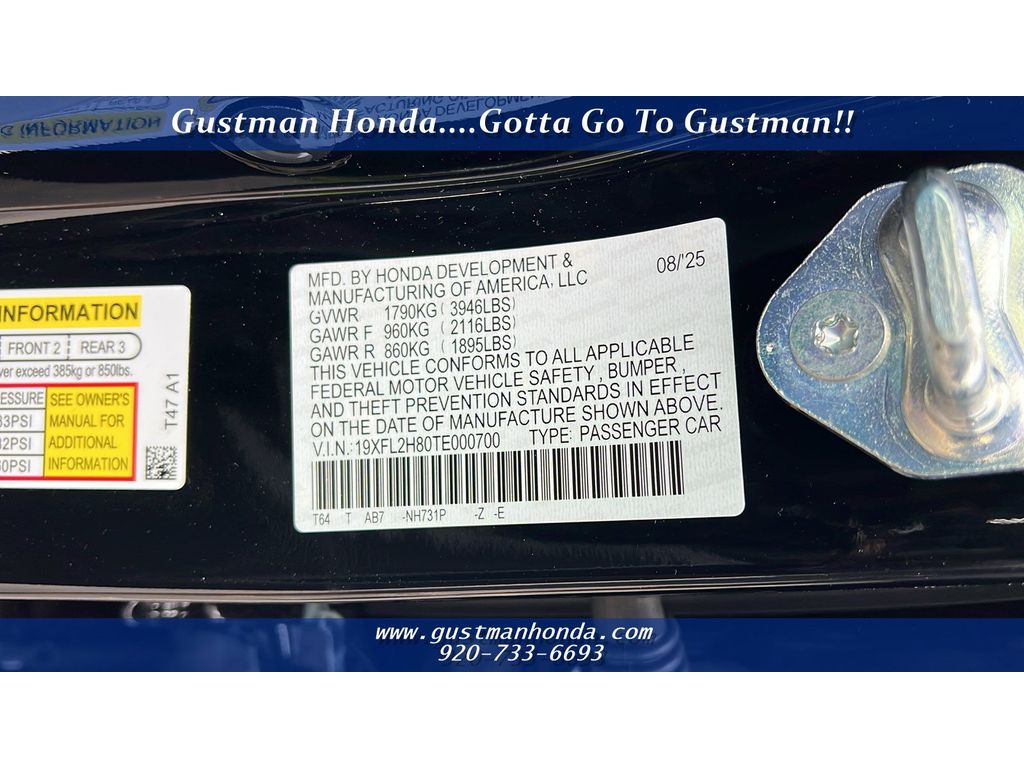 Gustman Honda....Gotta Go To Gustman!!
MFD. BY HONDA DEVELOPMENT & 08/'25
MANUFACTURING OF AMERICA, LLC
GVWR 1790KG ( 3946LBS)
GAWR F 960KG ( 2116LBS)
GAWR R 860KG ( 1895LBS)
THIS VEHICLE CONFORMS TO ALL APPLICABLE
FEDERAL MOTOR VEHICLE SAFETY, BUMPER,
AND THEFT PREVENTION STANDARDS IN EFFECT
ON THE DATE OF MANUFACTURE SHOWN ABOVE.
V.I.N.:19XFL2H80TE000700 TYPE: PASSENGER CAR
T64 T AB7 -NH731P -Z -E
INFORMATION
FRONT 2 REAR 3
exceed 385kg or 850lbs.
SEE OWNER'S
MANUAL FOR
ADDITIONAL
INFORMATION
T47 A1
www.gustmanhonda.com
920-733-6693